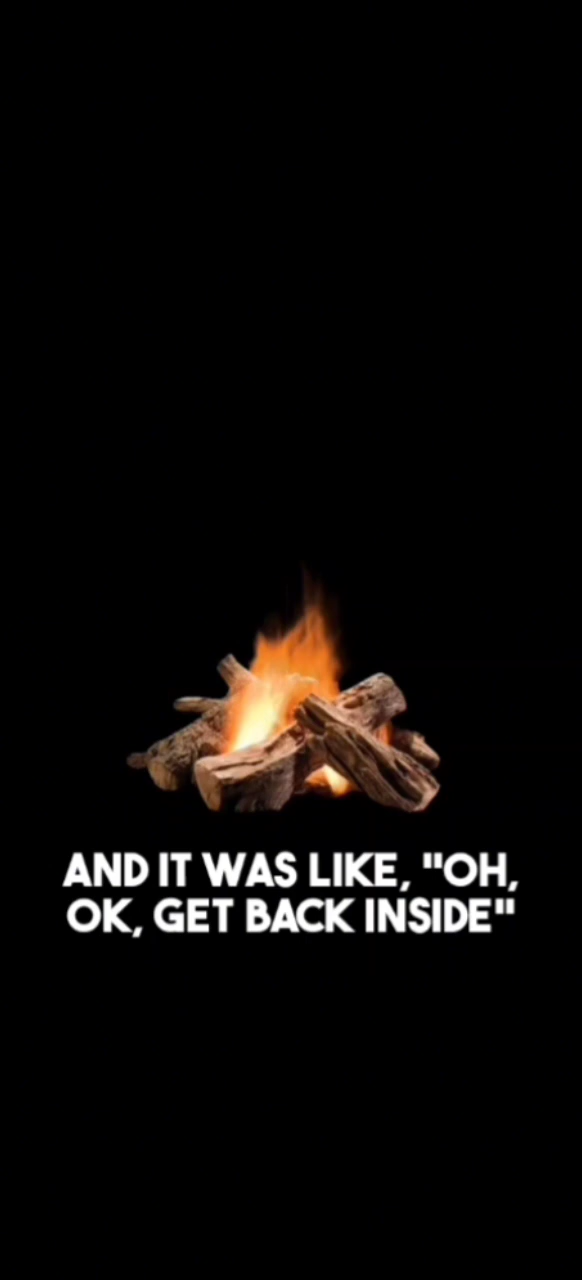 AND IT WAS LIKE, "OH,
OK, GET BACK INSIDE"